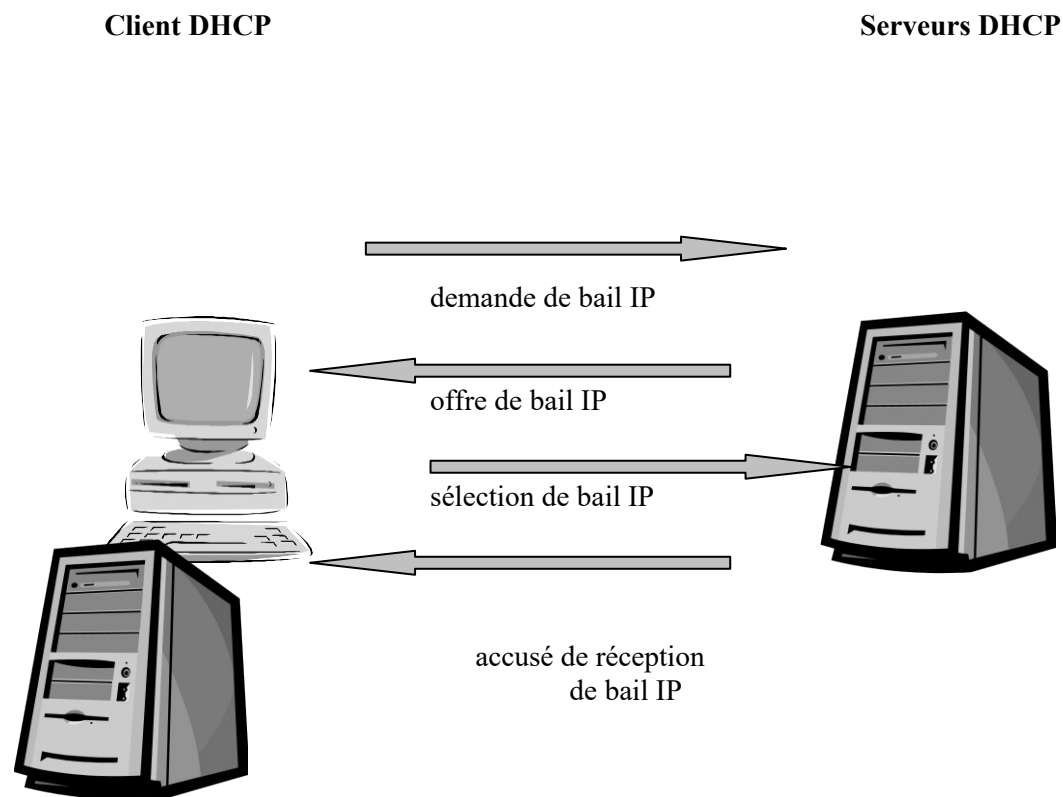 Client DHCP
Serveurs DHCP
demande de bail IP
offre de bail IP
sélection de bail IP
accusé de réception
de bail IP